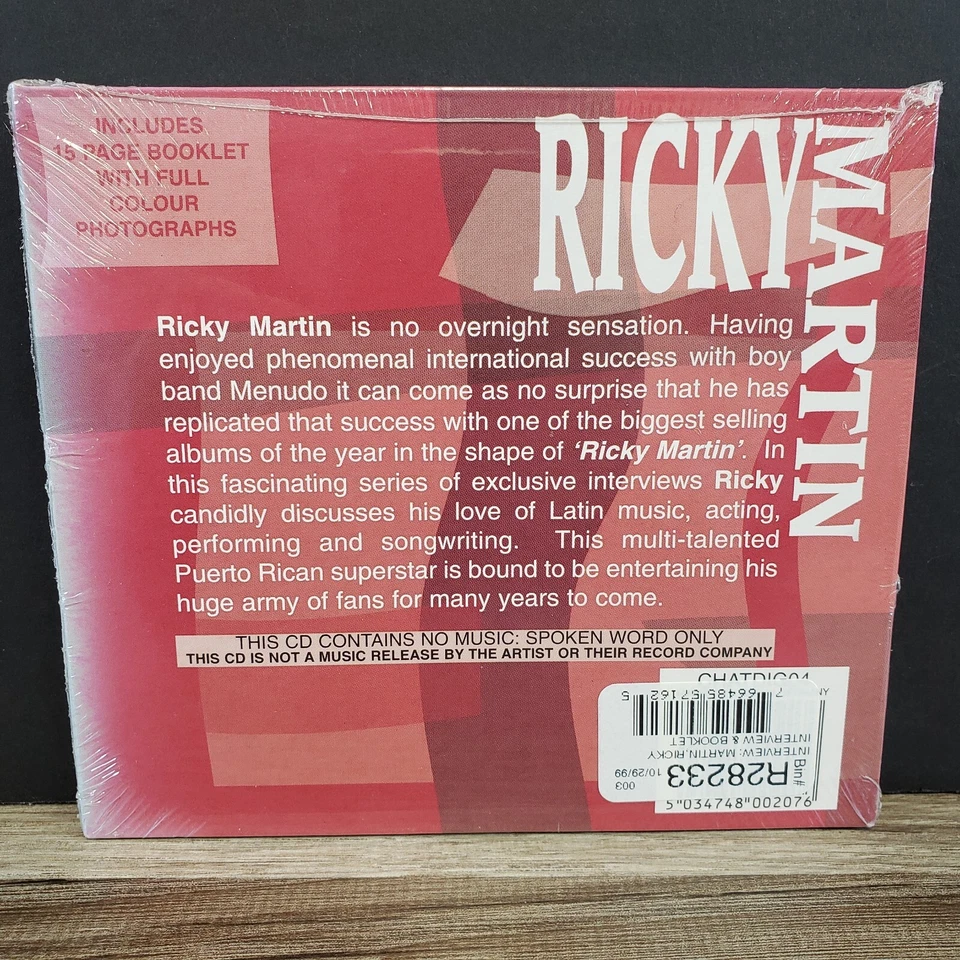 INCLUDES
15 PAGE BOOKLET
WITH FULL
COLOUR
PHOTOGRAPHS
RICKY
MARTIN
Ricky Martin is no overnight sensation. Having
enjoyed phenomenal international success with boy
band Menudo it can come as no surprise that he has
replicated that success with one of the biggest selling
albums of the year in the shape of ‘Ricky Martin’. In
this fascinating series of exclusive interviews Ricky
candidly discusses his love of Latin music, acting,
performing and songwriting. This multi-talented
Puerto Rican superstar is bound to be entertaining his
huge army of fans for many years to come.
THIS CD CONTAINS NO MUSIC: SPOKEN WORD ONLY
THIS CD IS NOT A MUSIC RELEASE BY THE ARTIST OR THEIR RECORD COMPANY
CHATDIG04
Bin#
R28233
10/29/99
003
INTERVIEW: MARTIN,RICKY
INTERVIEW & BOOKLET
7 66485 57162 5
NY
5 034748 002076